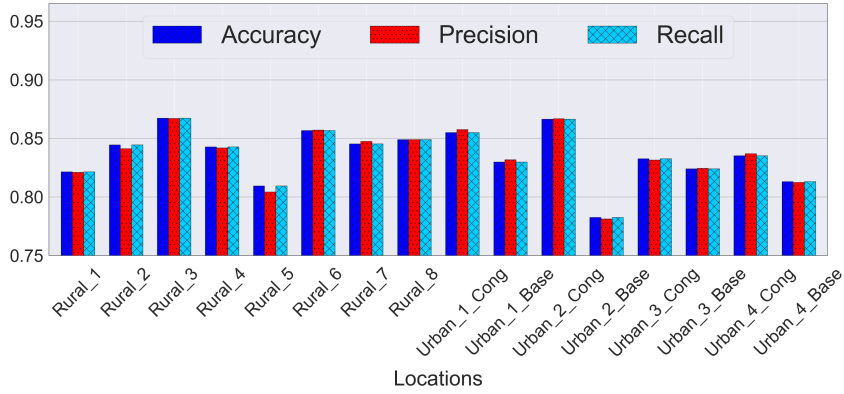 0.95
0.90
0.85
0.80
0.75
Accuracy Precision Recall
Rural_1
Rural_2
Rural_3
Rural_4
Rural_5
Rural_6
Rural_7
Rural_8
Urban_1_Cong
Urban_1_Base
Urban_2_Cong
Urban_2_Base
Urban_3_Cong
Urban_3_Base
Urban_4_Cong
Urban_4_Base
Locations